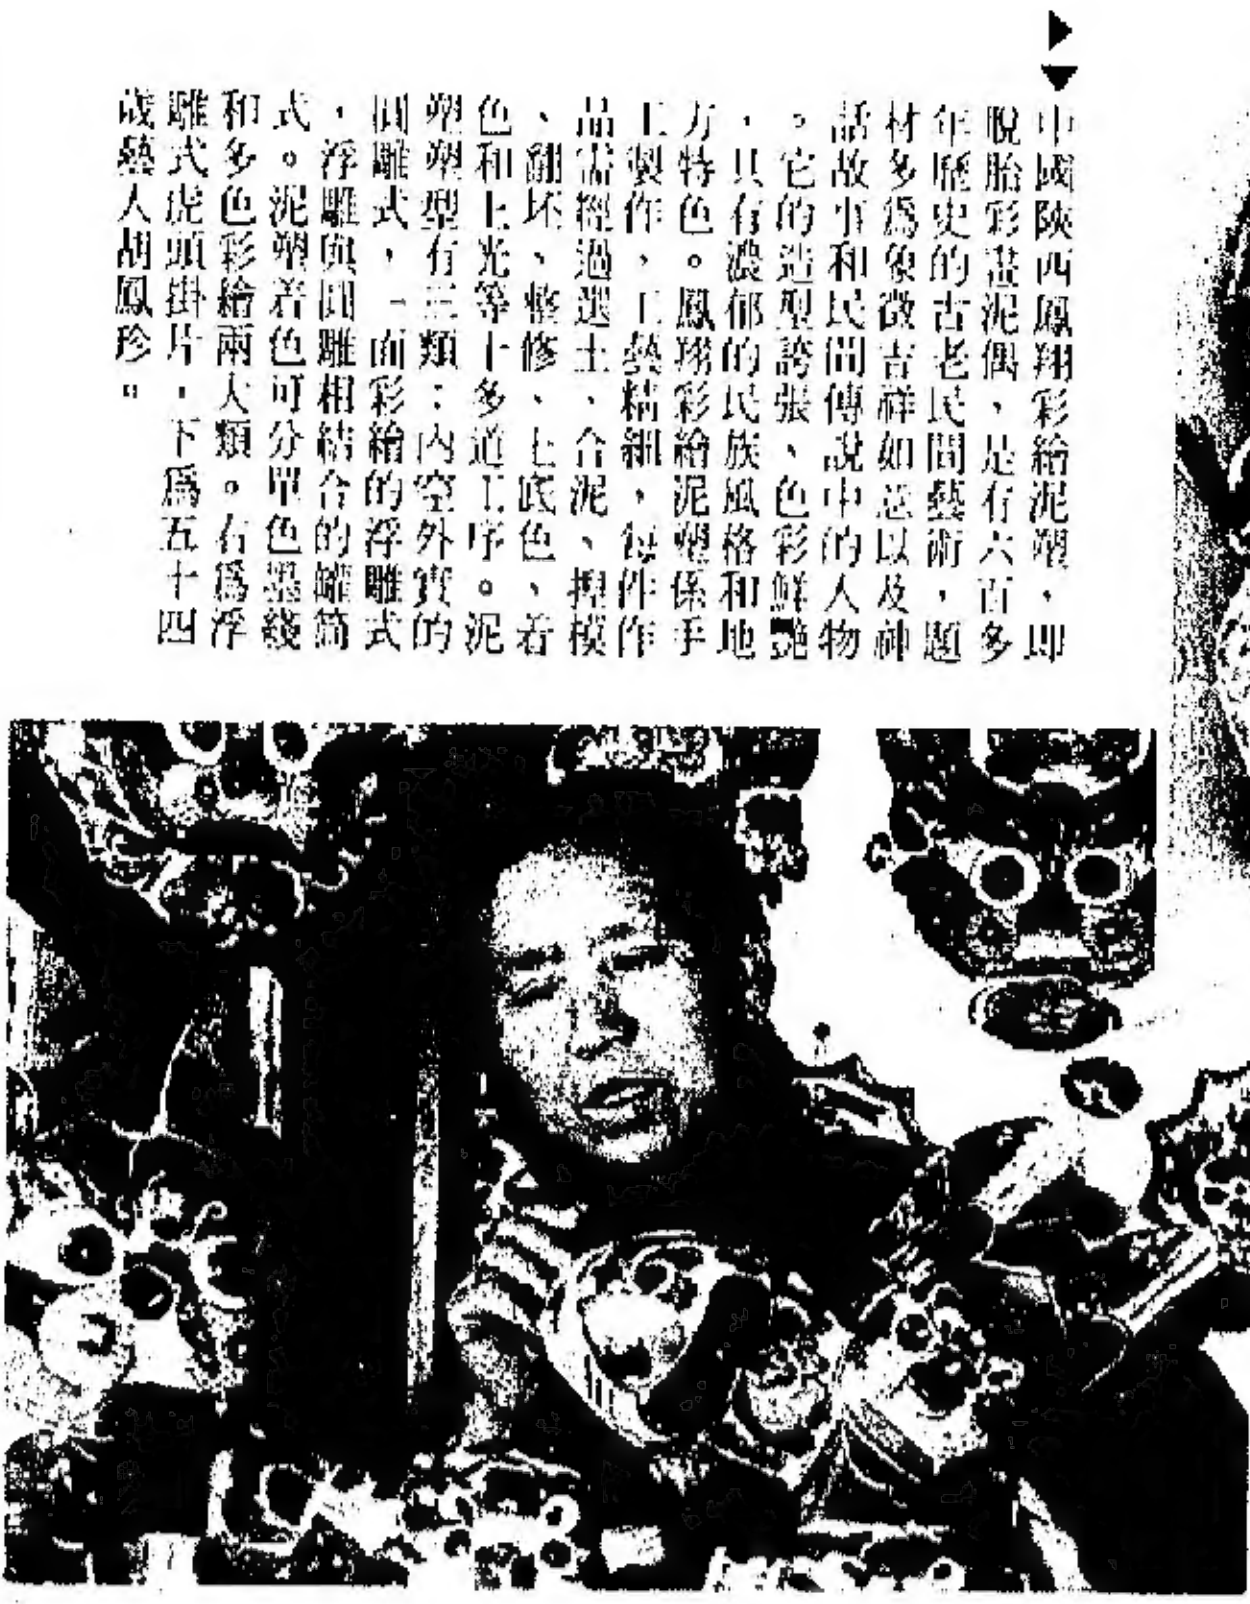 中國陝西鳳翔彩繪泥塑，即
脫胎彩畫泥偶，是有六百多
年歷史的古老民間藝術，題
材多爲象徵吉祥如意以及神
話故事和民間傳說中的人物
。它的造型誇張、色彩鮮艷
，具有濃郁的民族風格和地
方特色。鳳翔彩繪泥塑係手
工製作，工藝精細，每件作
品需經過選土、合泥、捏模
、翻坯、整修、上底色、着
色和上光等十多道工序。泥
塑塑型有三類：內空外實的
圓雕式，一面彩繪的浮雕式
，浮雕與圓雕相結合的罐筒
式。泥塑着色可分單色墨綫
和多色彩繪兩大類。右爲浮
雕式虎頭掛片，下爲五十四
歲藝人胡鳳珍。